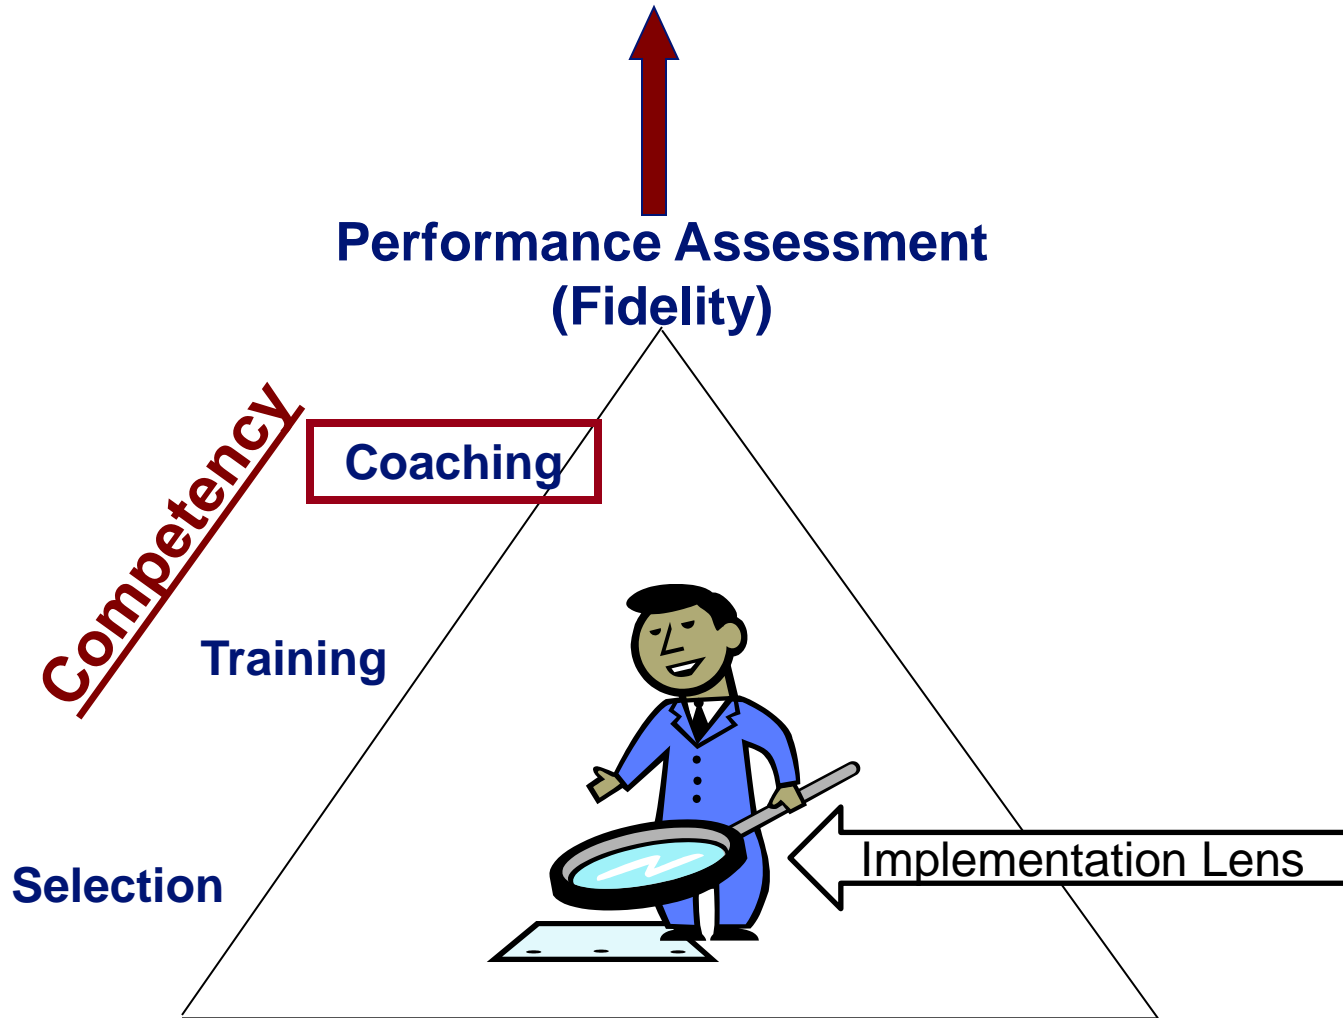 Performance Assessment
(Fidelity)
Competency
Coaching
Training
Implementation Lens
Selection